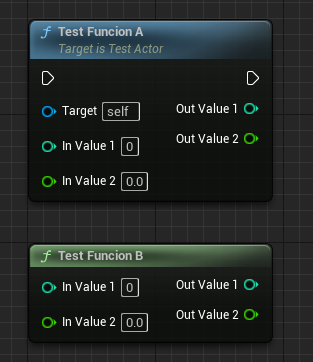 f Test Funcion A
Target is Test Actor
Target self Out Value 1
In Value 1 0 Out Value 2
In Value 2 0.0
f Test Funcion B
In Value 1 0 Out Value 1
In Value 2 0.0 Out Value 2